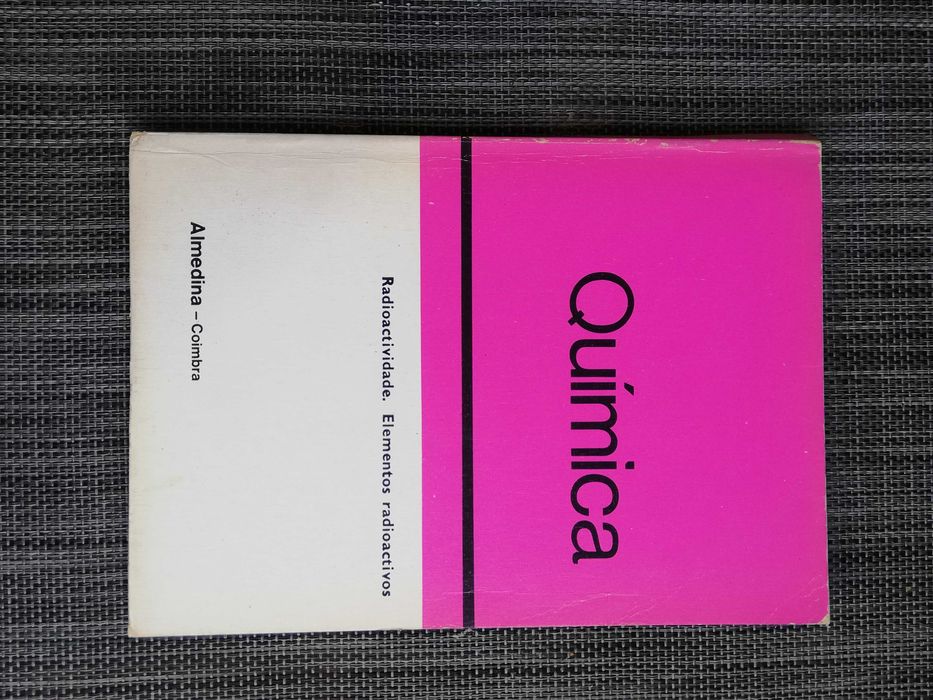 Química
Radioactividade. Elementos radioactivos
Almedina – Coimbra